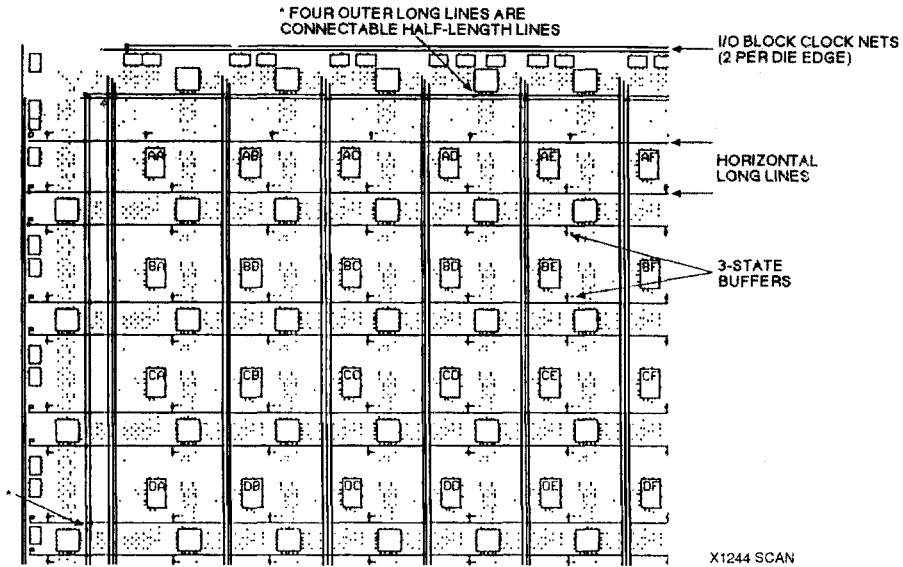 * FOUR OUTER LONG LINES ARE
CONNECTABLE HALF-LENGTH LINES
I/O BLOCK CLOCK NETS
(2 PER DIE EDGE)
AA AB AC AD AE AF
HORIZONTAL
LONG LINES
BA BB BC BD BE BF
3-STATE
BUFFERS
CA CB CC CD CE CF
*
DA DB DC DD DE DF
X1244 SCAN